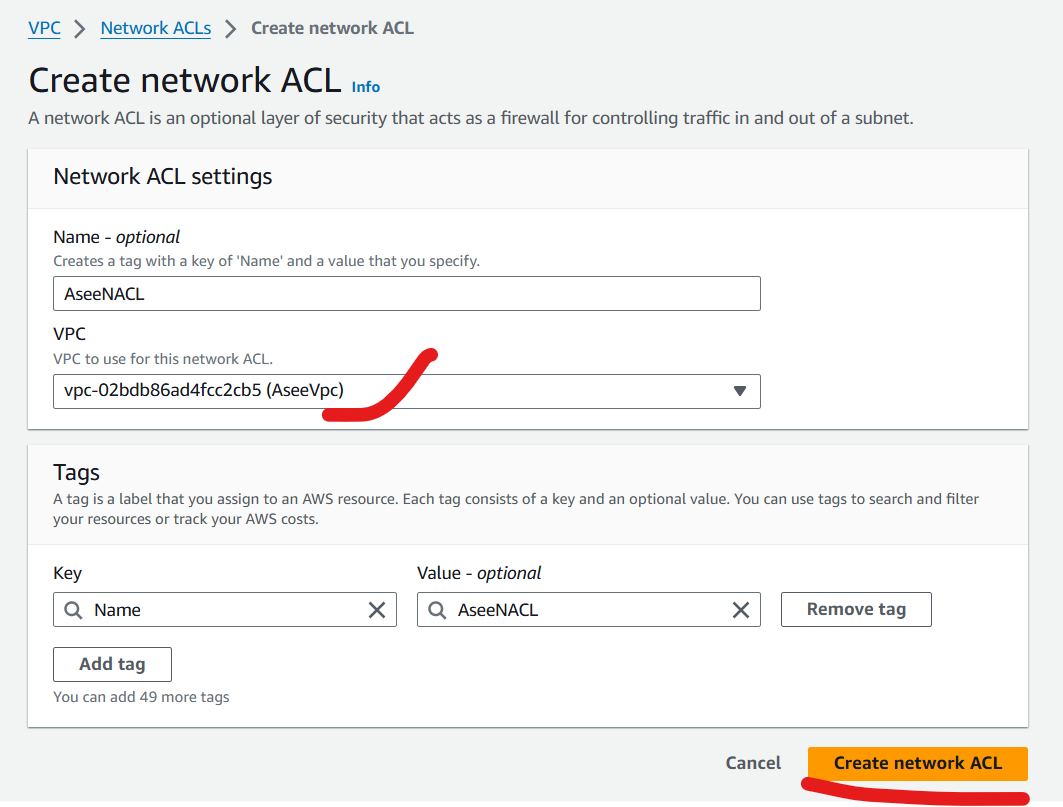 VPC > Network ACLs > Create network ACL
Create network ACL Info
A network ACL is an optional layer of security that acts as a firewall for controlling traffic in and out of a subnet.
Network ACL settings
Name - optional
Creates a tag with a key of 'Name' and a value that you specify.
AseeNACL
VPC
VPC to use for this network ACL.
vpc-02bdb86ad4fcc2cb5 (AseeVpc)
Tags
A tag is a label that you assign to an AWS resource. Each tag consists of a key and an optional value. You can use tags to search and filter
your resources or track your AWS costs.
Key Value - optional
Name AseeNACL Remove tag
Add tag
You can add 49 more tags
Cancel Create network ACL